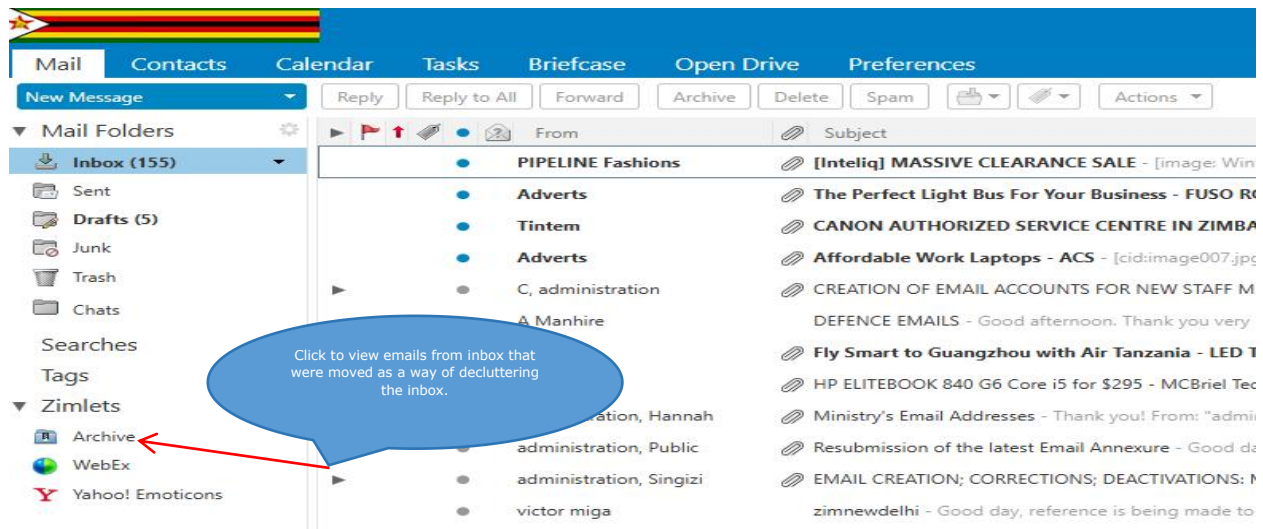 Mail Contacts Calendar Tasks Briefcase Open Drive Preferences
New Message Reply Reply to All Forward Archive Delete Spam Actions
Mail Folders From Subject
Inbox (155) PIPELINE Fashions [Inteliq] MASSIVE CLEARANCE SALE - [image: Win
Sent Adverts The Perfect Light Bus For Your Business - FUSO
Drafts (5) Tintem CANON AUTHORIZED SERVICE CENTRE IN ZIMBA
Junk Adverts Affordable Work Laptops - ACS - [cid:image007.jpg
Trash C, administration CREATION OF EMAIL ACCOUNTS FOR NEW STAFF M
Chats A Manhire DEFENCE EMAILS - Good afternoon. Thank you very
Searches Fly Smart to Guangzhou with Air Tanzania - LED T
Click to view emails from inbox that
were moved as a way of decluttering
the inbox.
Tags HP ELITEBOOK 840 G6 Core i5 for $295 - MCBriel Tec
Zimlets Hannah Ministry's Email Addresses - Thank you! From: "admi
Archive administration, Public Resubmission of the latest Email Annexure - Good da
WebEx administration, Singizi EMAIL CREATION; CORRECTIONS; DEACTIVATIONS:
Yahoo! Emoticons victor miga zimnewdelhi - Good day, reference is being made to